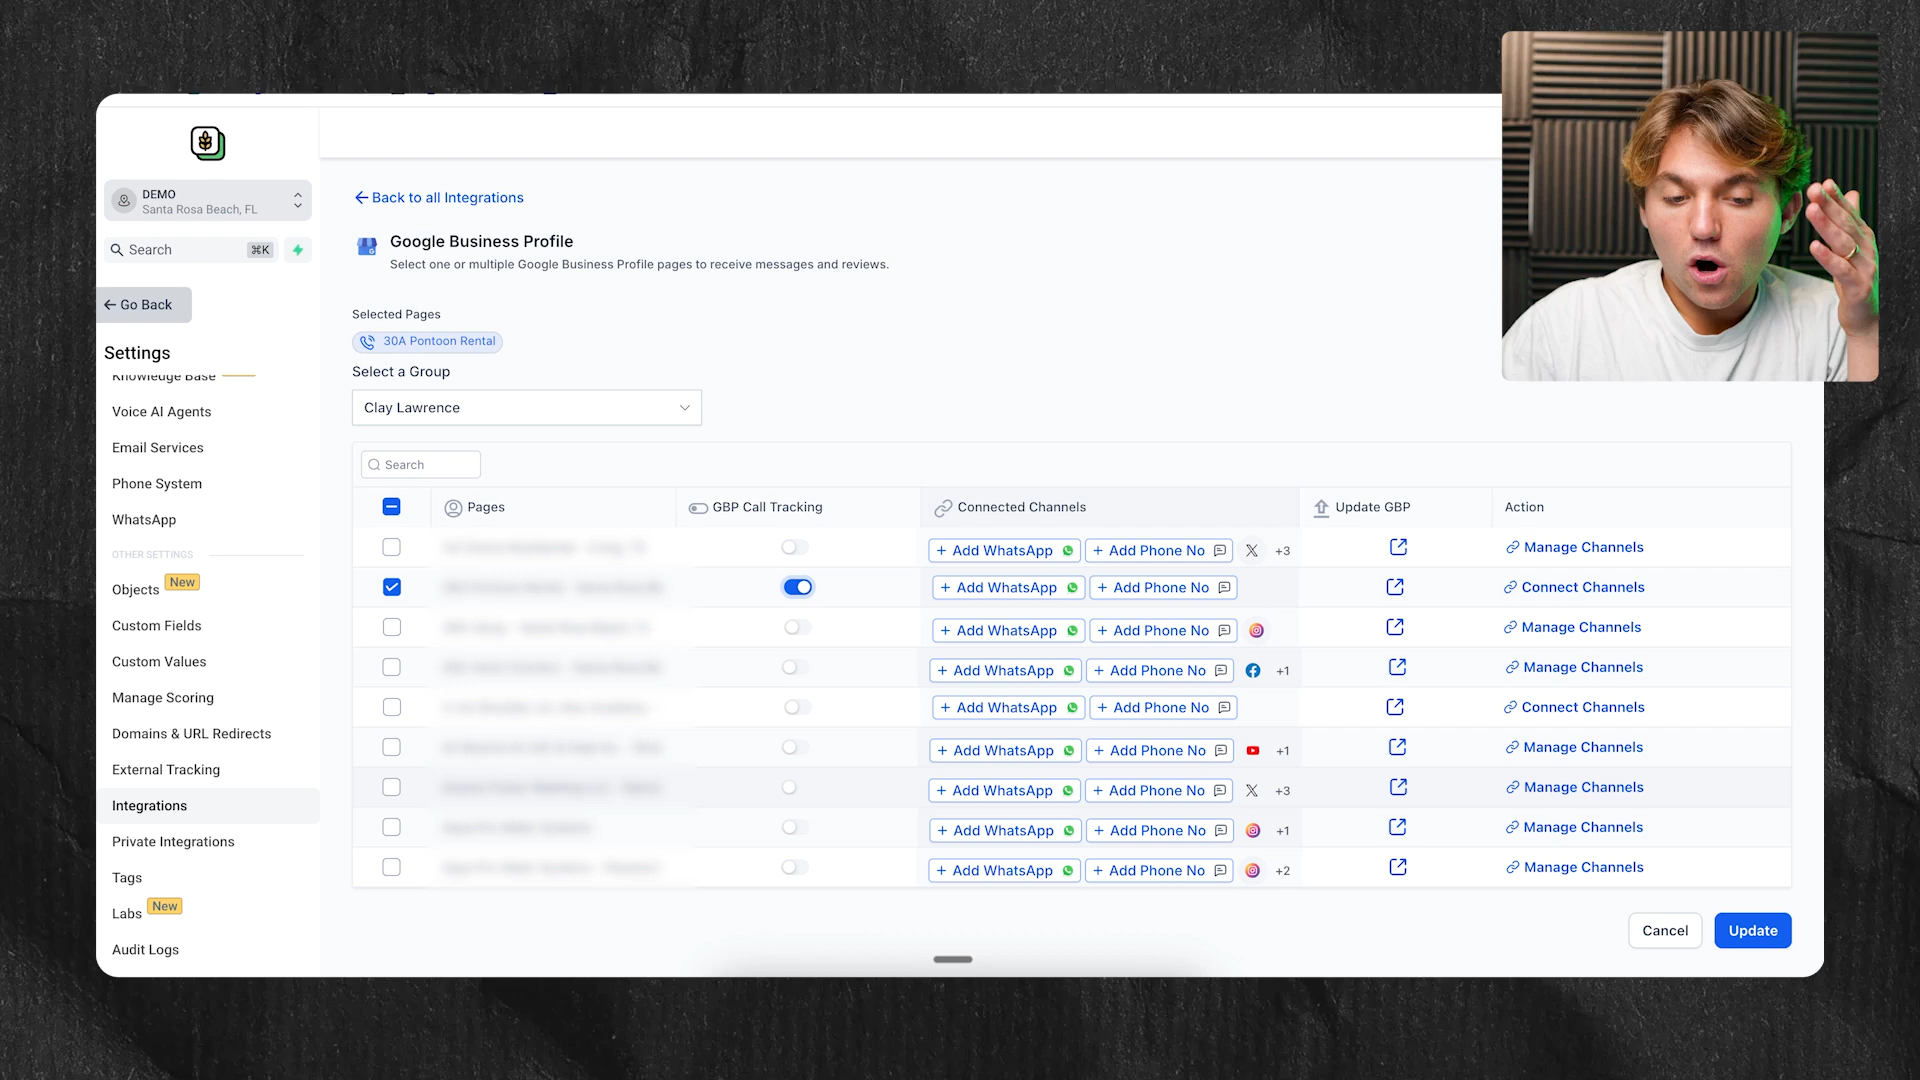 DEMO
Santa Rosa Beach, FL
Search ⌘K
Go Back
Settings
Knowledge Base
Voice AI Agents
Email Services
Phone System
WhatsApp
OTHER SETTINGS
Objects New
Custom Fields
Custom Values
Manage Scoring
Domains & URL Redirects
External Tracking
Integrations
Private Integrations
Tags
Labs New
Audit Logs
Back to all Integrations
Google Business Profile
Select one or multiple Google Business Profile pages to receive messages and reviews.
Selected Pages
30A Pontoon Rental
Select a Group
Clay Lawrence
Search
Pages GBP Call Tracking Connected Channels Update GBP Action
+ Add WhatsApp + Add Phone No +3 Manage Channels
+ Add WhatsApp + Add Phone No Connect Channels
+ Add WhatsApp + Add Phone No Manage Channels
+ Add WhatsApp + Add Phone No +1 Manage Channels
+ Add WhatsApp + Add Phone No Connect Channels
+ Add WhatsApp + Add Phone No +1 Manage Channels
+ Add WhatsApp + Add Phone No +3 Manage Channels
+ Add WhatsApp + Add Phone No +1 Manage Channels
+ Add WhatsApp + Add Phone No +2 Manage Channels
Cancel Update